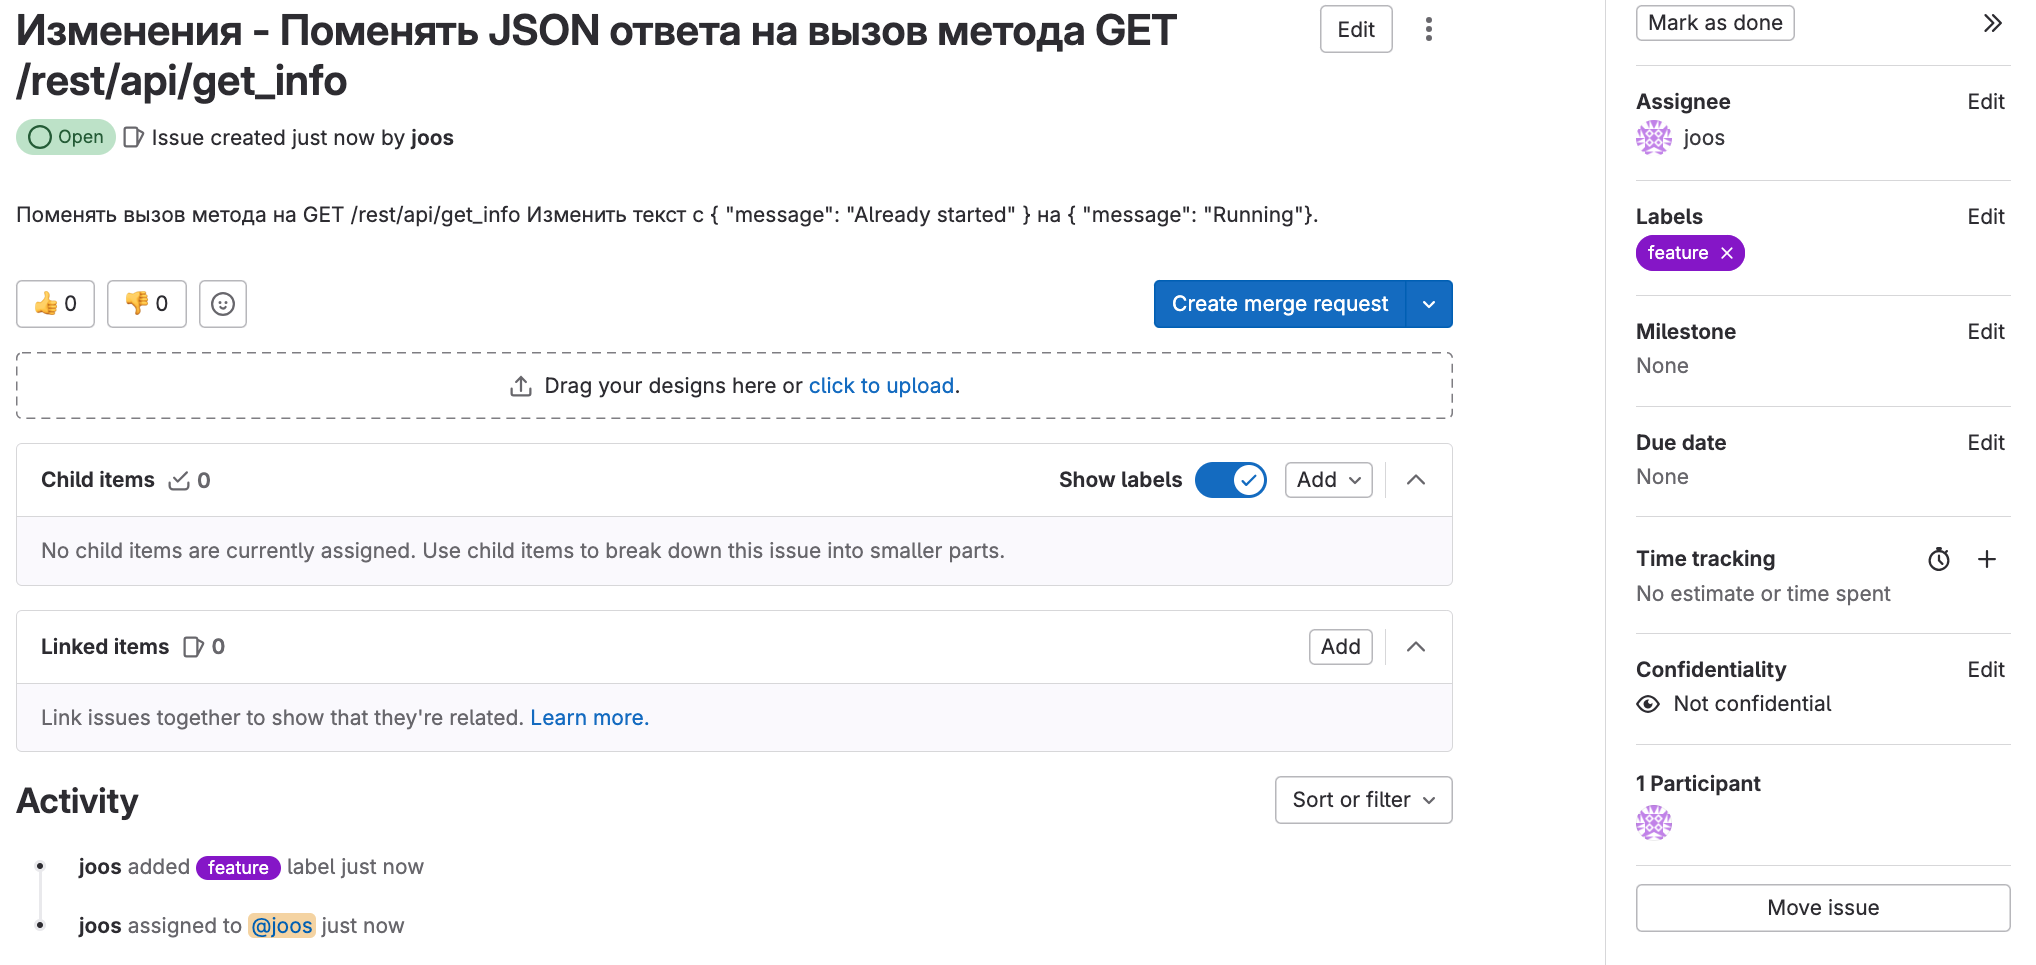 Изменения - Поменять JSON ответа на вызов метода GET
/rest/api/get_info
Edit
Open
Issue created just now by joos
Поменять вызов метода на GET /rest/api/get_info Изменить текст с { "message": "Already started" } на { "message": "Running"}.
👍 0
👎 0
Create merge request
Drag your designs here or click to upload.
Child items 0
Show labels
Add
No child items are currently assigned. Use child items to break down this issue into smaller parts.
Linked items 0
Add
Link issues together to show that they're related. Learn more.
Activity
Sort or filter
joos added feature label just now
joos assigned to @joos just now
Mark as done
Assignee
Edit
joos
Labels
Edit
feature
Milestone
Edit
None
Due date
Edit
None
Time tracking
No estimate or time spent
Confidentiality
Edit
Not confidential
1 Participant
Move issue